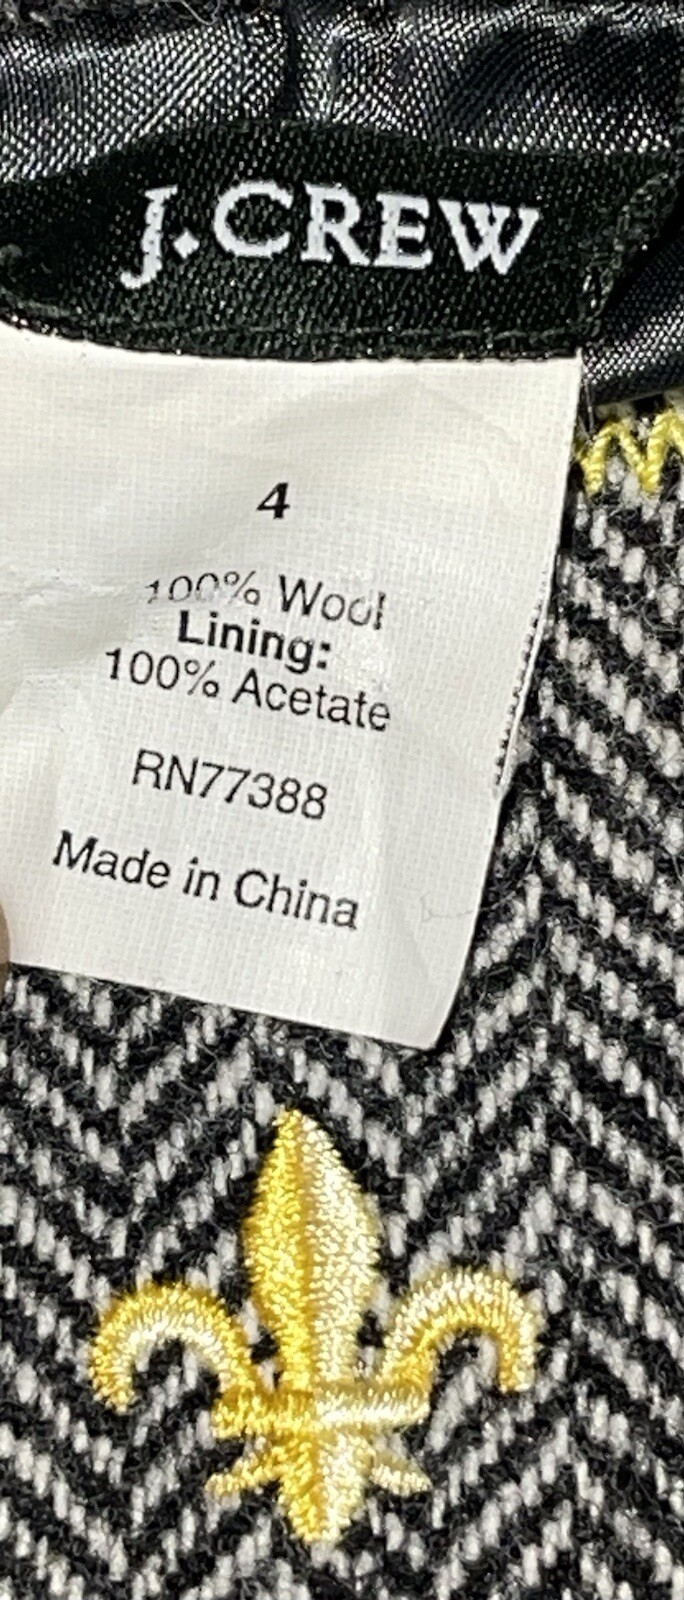 J.CREW
4
100% Wool
Lining:
100% Acetate
RN77388
Made in China